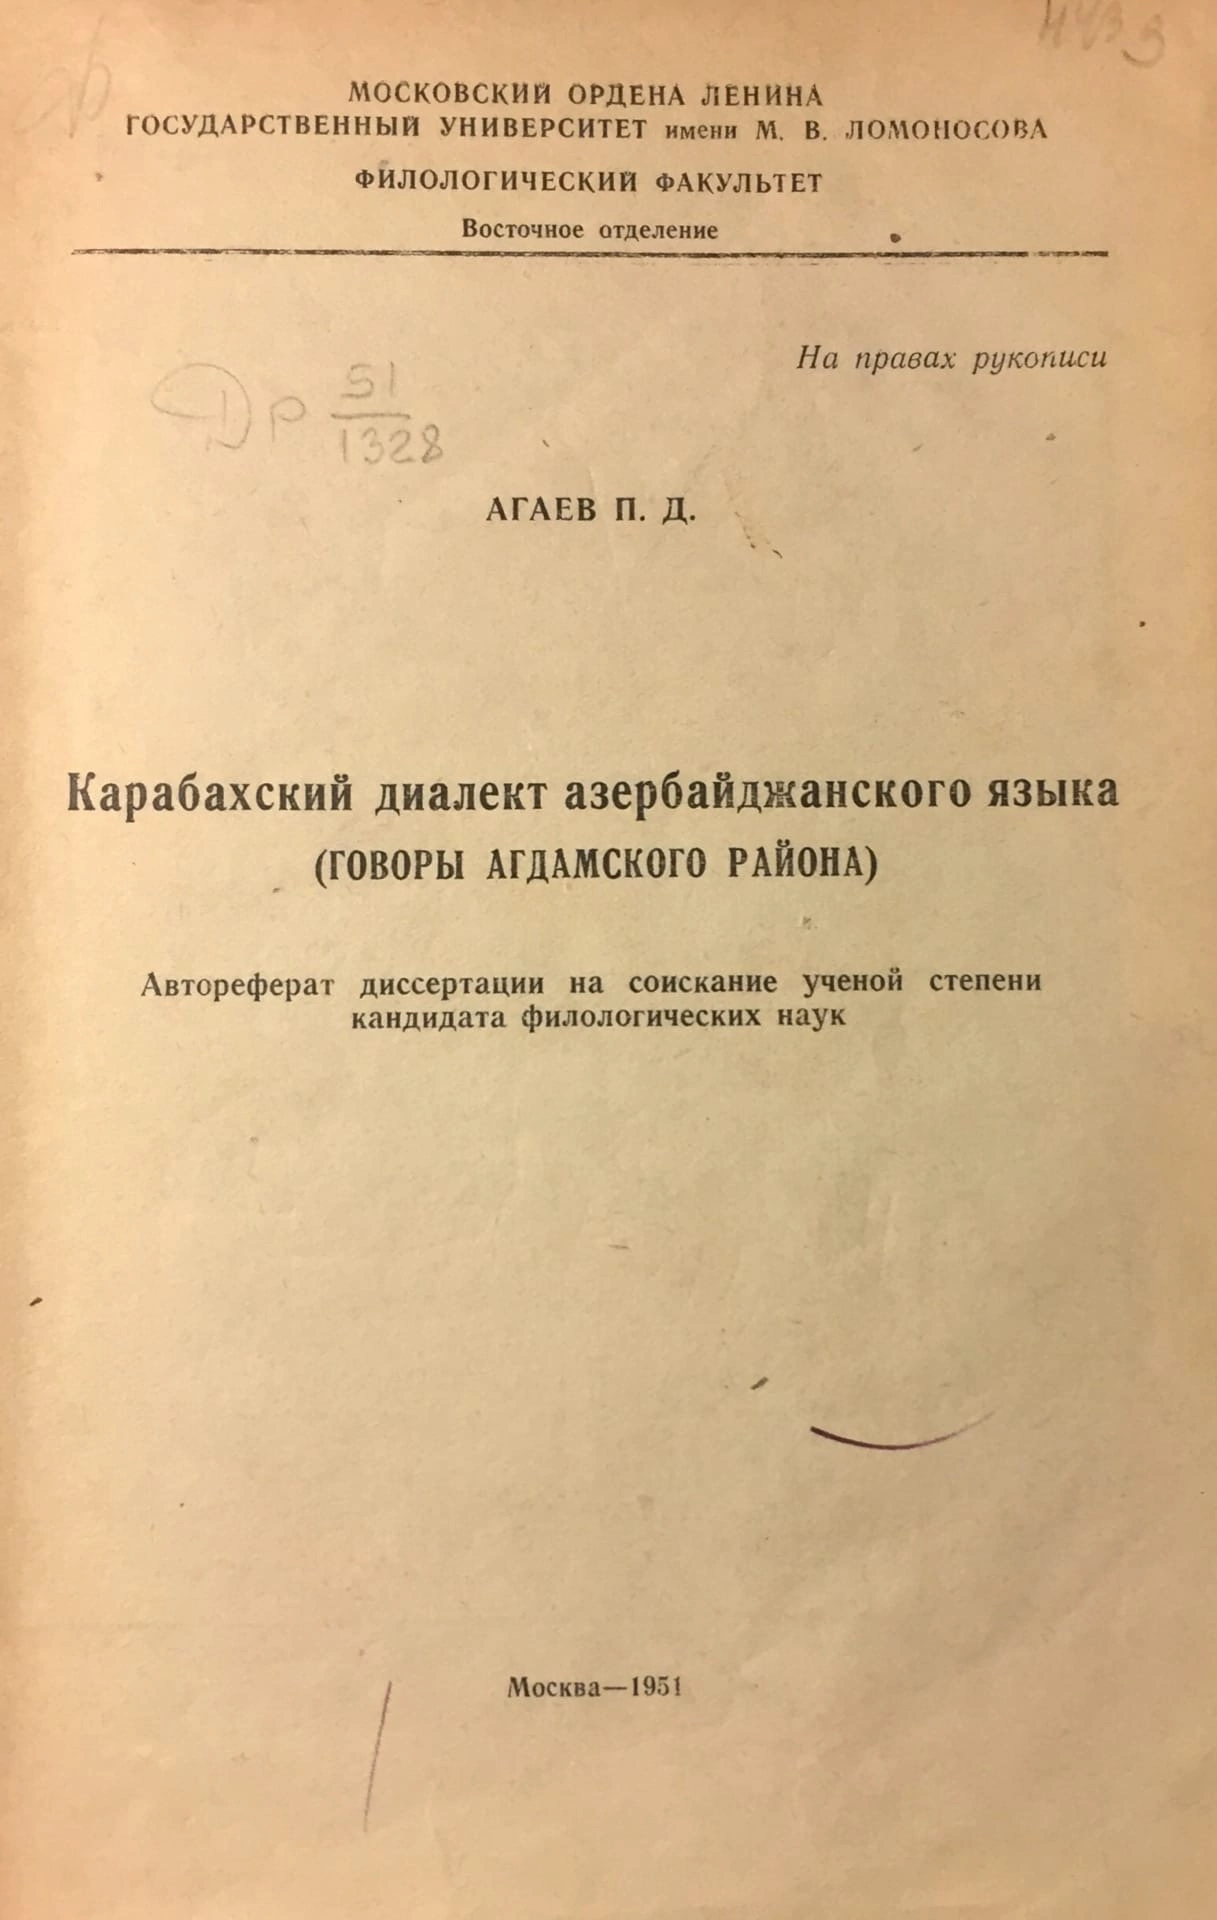 МОСКОВСКИЙ ОРДЕНА ЛЕНИНА
ГОСУДАРСТВЕННЫЙ УНИВЕРСИТЕТ имени М. В. ЛОМОНОСОВА
ФИЛОЛОГИЧЕСКИЙ ФАКУЛЬТЕТ
Восточное отделение
На правах рукописи
51
1328
АГАЕВ П. Д.
Карабахский диалект азербайджанского языка
(ГОВОРЫ АГДАМСКОГО РАЙОНА)
Автореферат диссертации на соискание ученой степени
кандидата филологических наук
Москва—1951